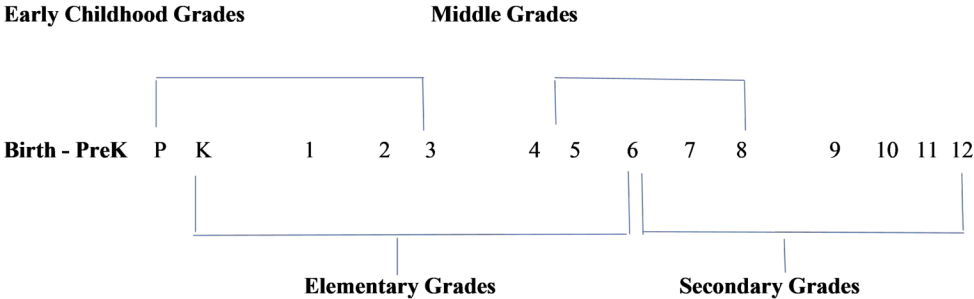 Early Childhood Grades Middle Grades
Birth - PreK P K 1 2 3 4 5 6 7 8 9 10 11 12
Elementary Grades Secondary Grades